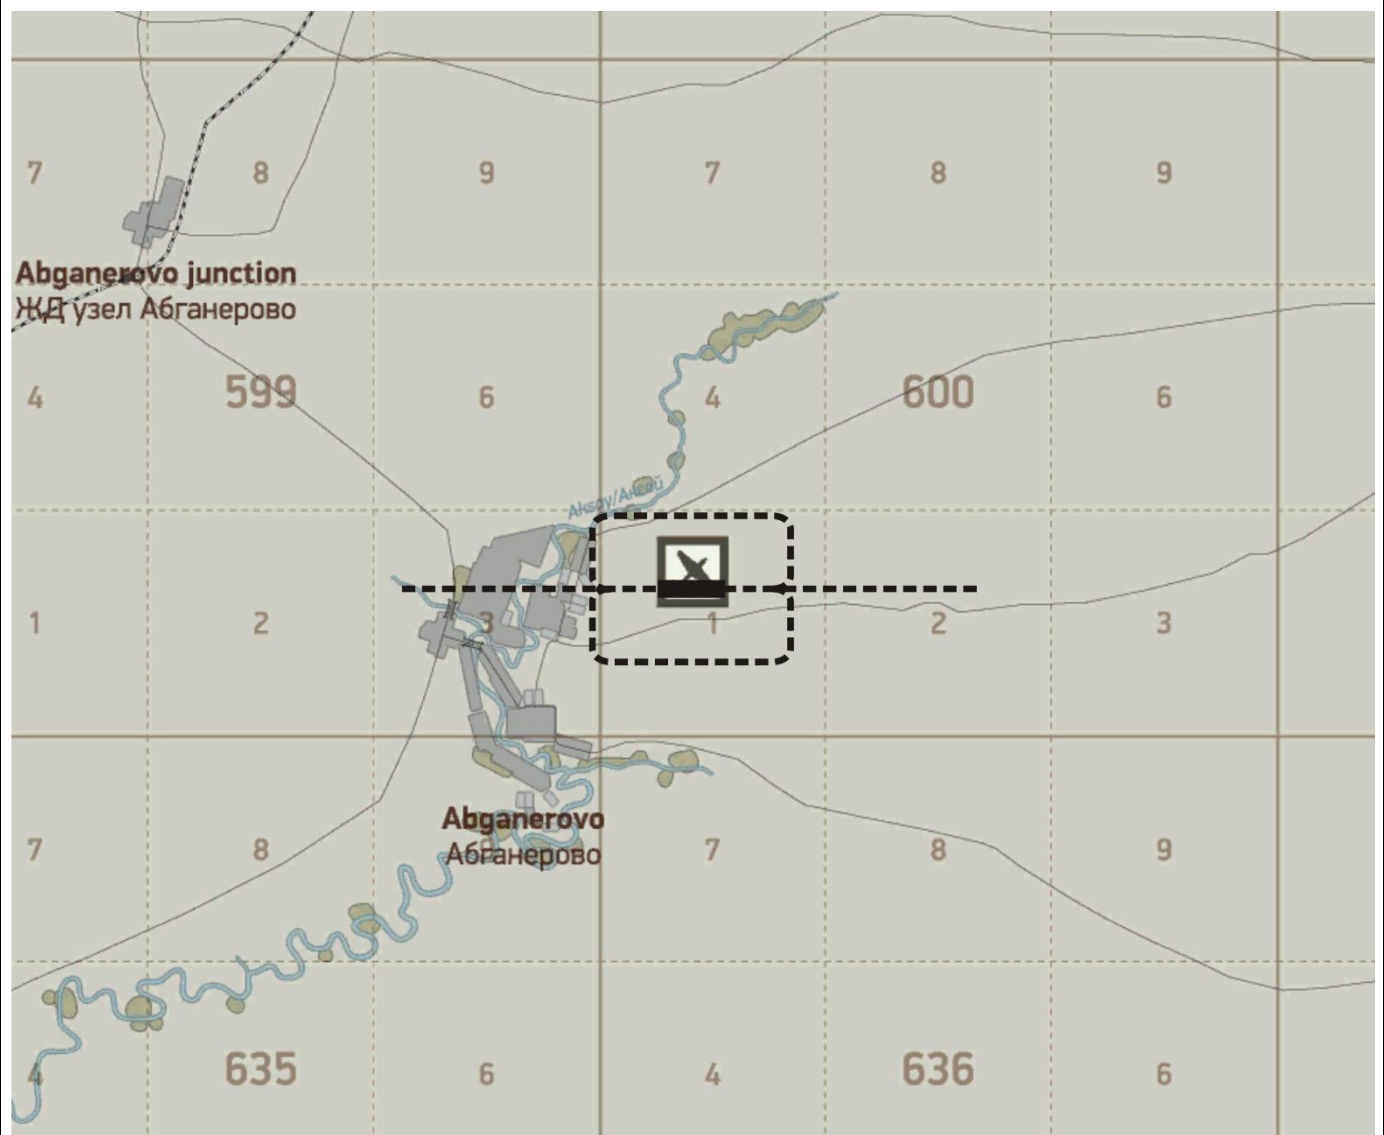 7 8 9 7 8 9
Abganerovo junction
ЖД узел Абганерово
4 599 6 4 600 6
Aksay/Аксай
1 2 3 1 2 3
Abganerovo
Абганерово
7 8 7 8 9
4 635 6 4 636 6